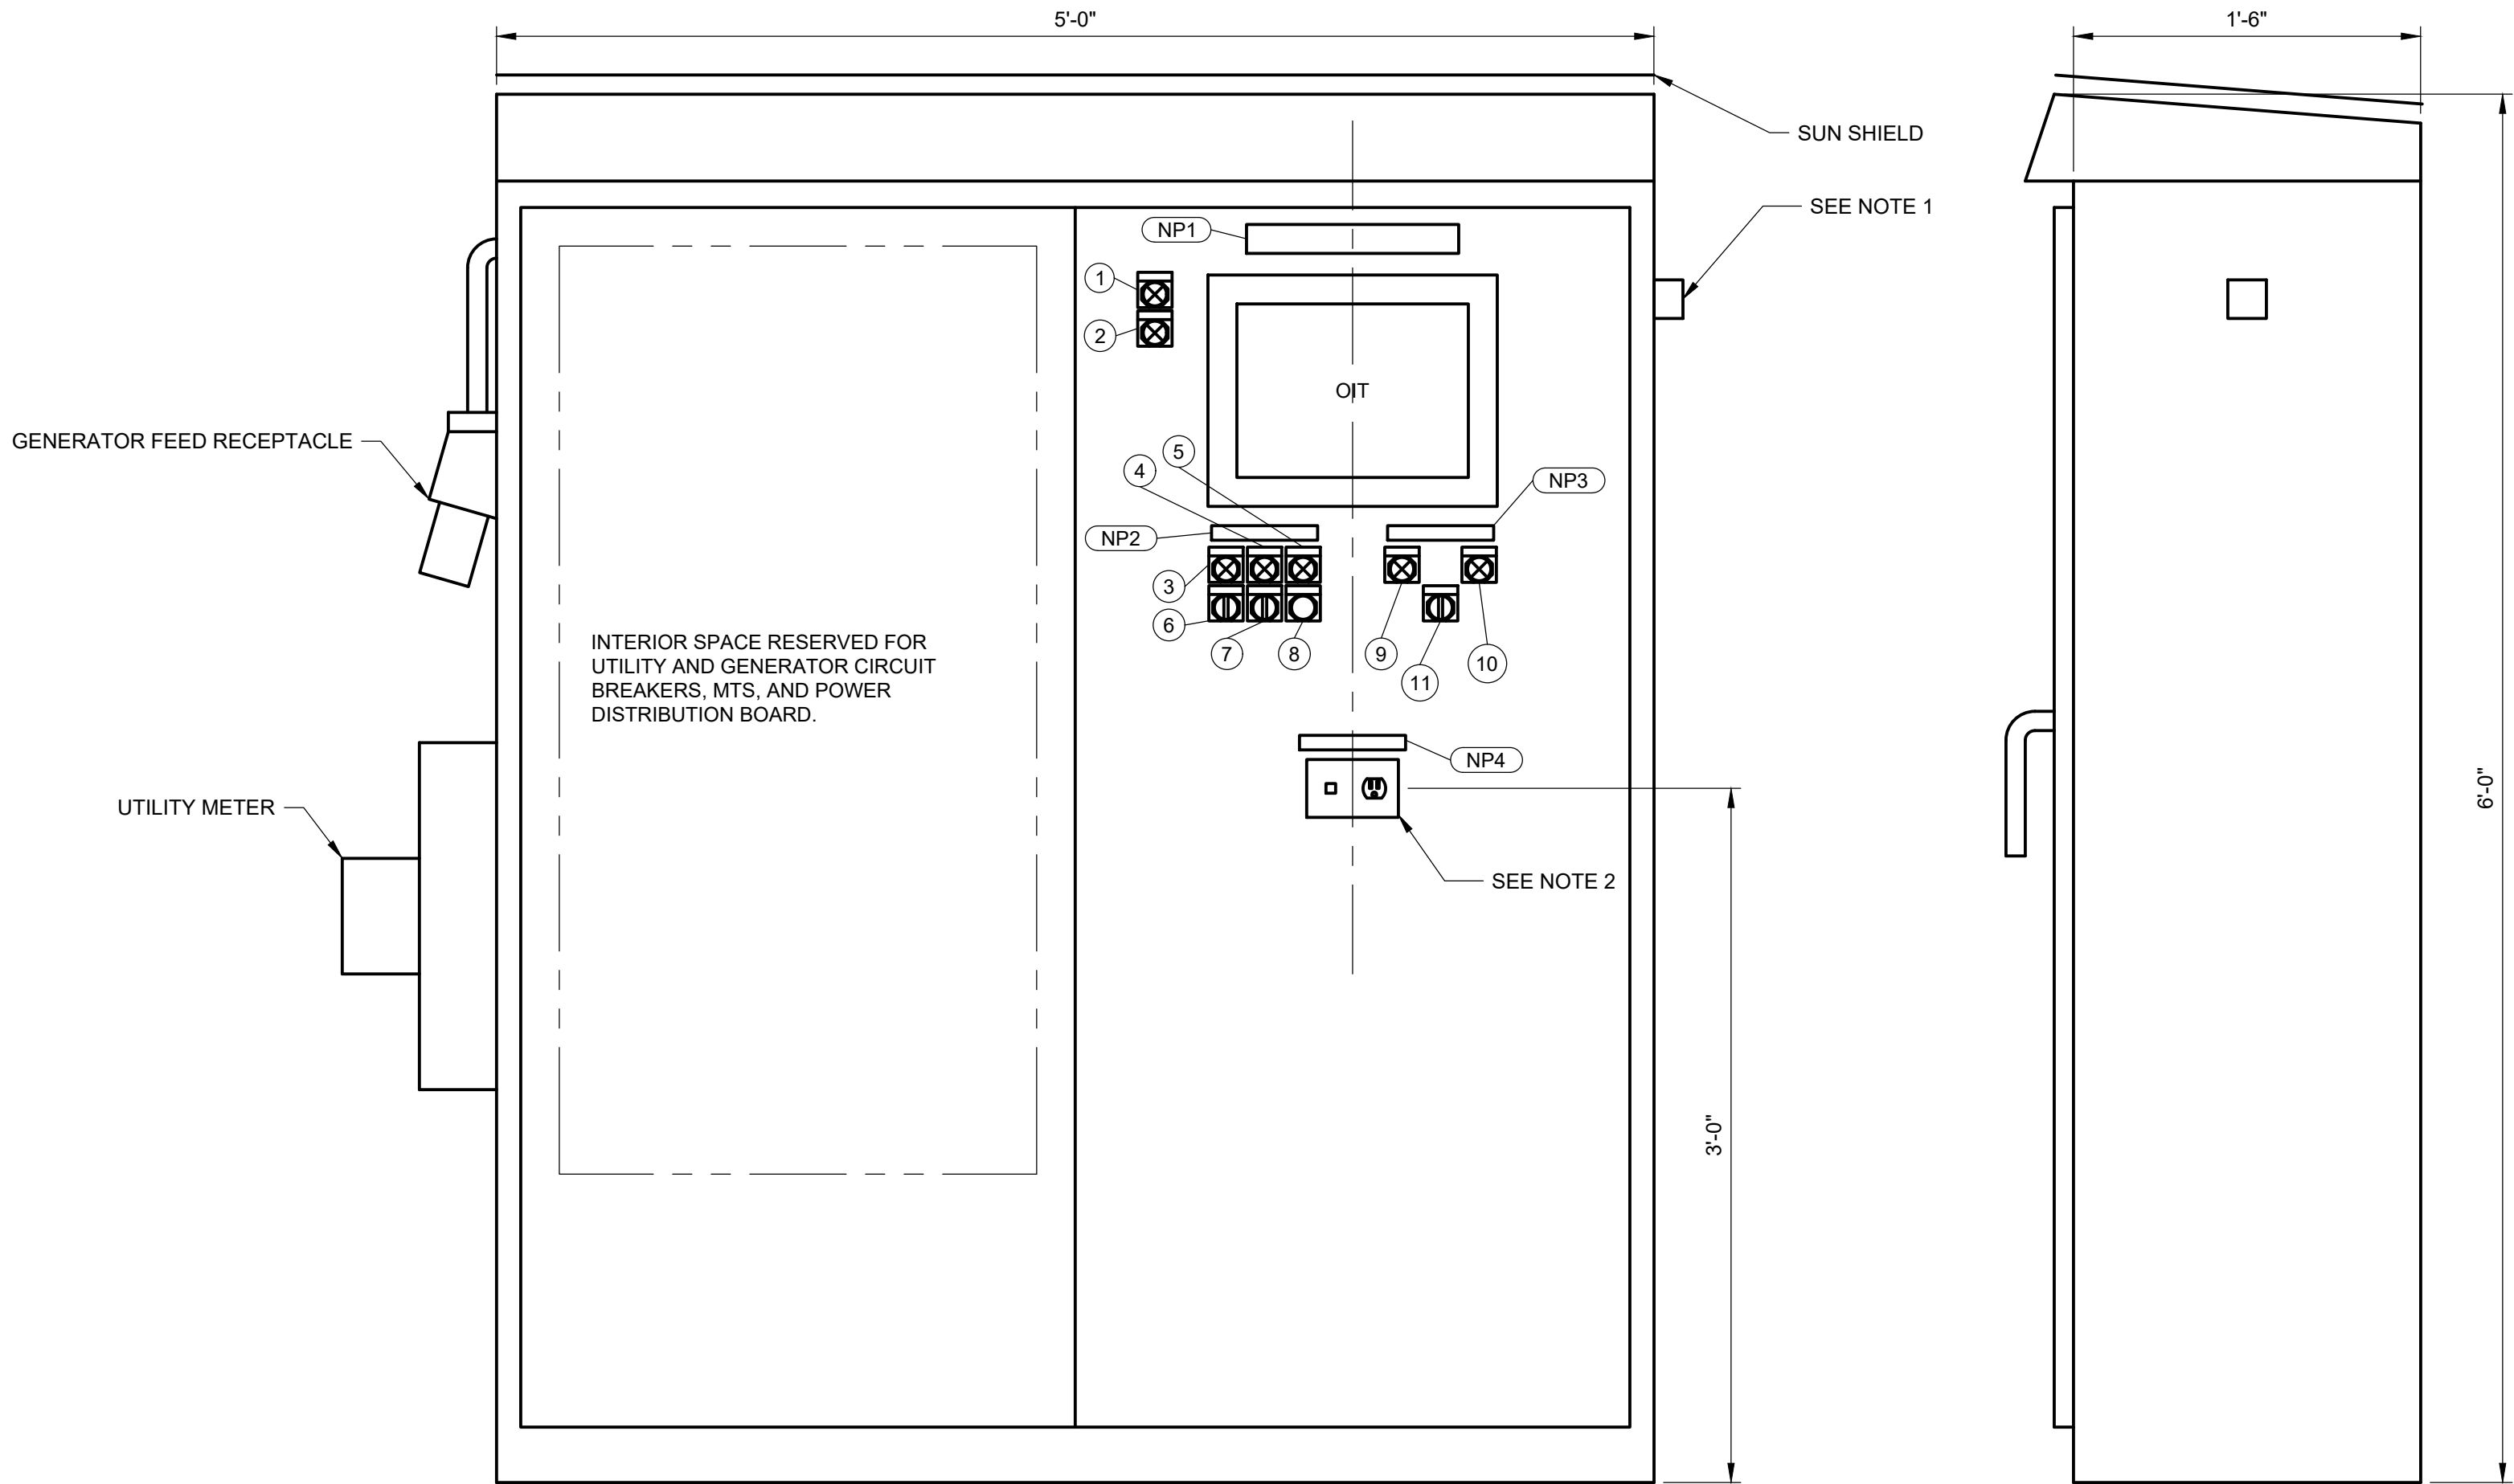 5'-0"
1'-6"
SUN SHIELD
SEE NOTE 1
NP1
1
2
OIT
GENERATOR FEED RECEPTACLE
5
4
NP3
NP2
3
6
7
8
9
10
11
INTERIOR SPACE RESERVED FOR
UTILITY AND GENERATOR CIRCUIT
BREAKERS, MTS, AND POWER
DISTRIBUTION BOARD.
NP4
UTILITY METER
6'-0"
SEE NOTE 2
3'-0"